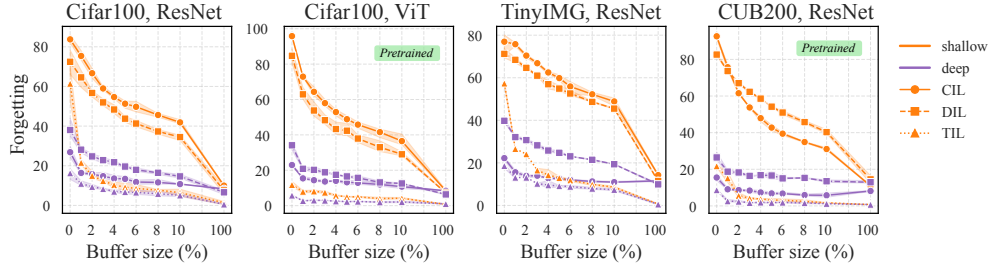 Cifar100, ResNet
Cifar100, ViT
TinyIMG, ResNet
CUB200, ResNet
Forgetting
80
60
40
20
0
0 2 4 6 8 10 100
Buffer size (%)
100
80
60
40
20
0
Pretrained
0 2 4 6 8 10 100
Buffer size (%)
80
60
40
20
0
0 2 4 6 8 10 100
Buffer size (%)
80
60
40
20
0
Pretrained
0 2 4 6 8 10 100
Buffer size (%)
shallow
deep
CIL
DIL
TIL